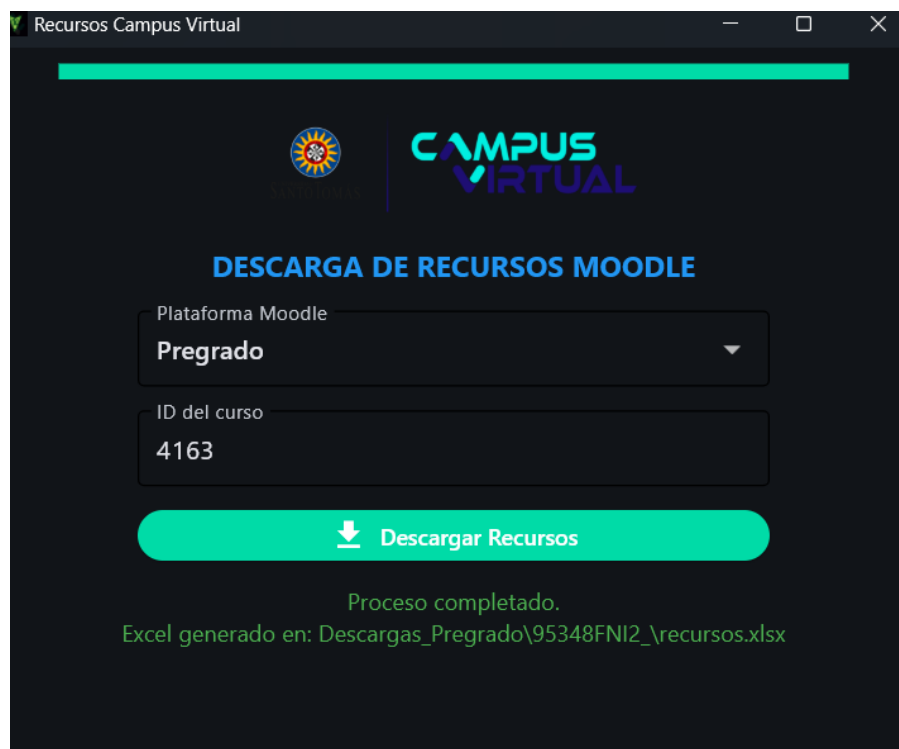 Recursos Campus Virtual
CAMPUS
VIRTUAL
DESCARGA DE RECURSOS MOODLE
Plataforma Moodle
Pregrado
ID del curso
4163
Descargar Recursos
Proceso completado.
Excel generado en: Descargas_Pregrado\95348FNI2_\recursos.xlsx